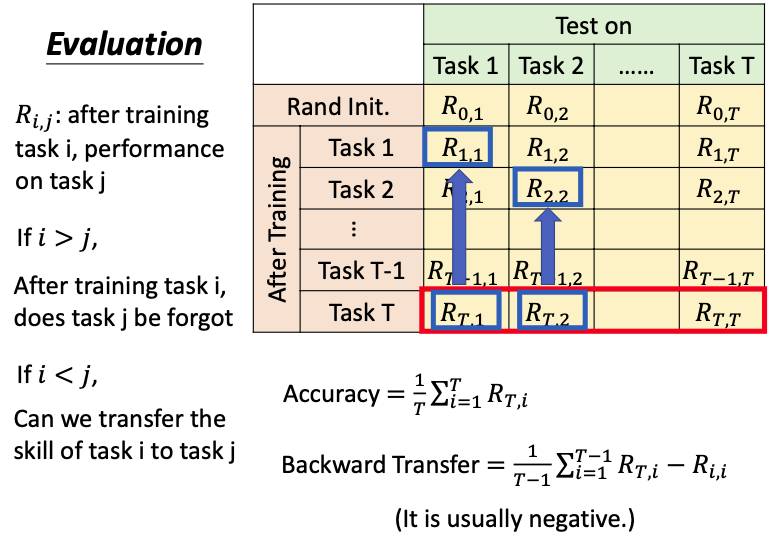 Evaluation
R_{i,j}: after training
task i, performance
on task j
If i > j,
After training task i,
does task j be forgot
If i < j,
Can we transfer the
skill of task i to task j
Test on
Task 1 Task 2 …… Task T
Rand Init. R_{0,1} R_{0,2} R_{0,T}
After Training
Task 1 R_{1,1} R_{1,2} R_{1,T}
Task 2 R_{2,1} R_{2,2} R_{2,T}
⋮
Task T-1 R_{T−1,1} R_{T−1,2} R_{T−1,T}
Task T R_{T,1} R_{T,2} R_{T,T}
Accuracy = \frac{1}{T} ∑_{i=1}^{T} R_{T,i}
Backward Transfer = \frac{1}{T−1} ∑_{i=1}^{T−1} R_{T,i} − R_{i,i}
(It is usually negative.)